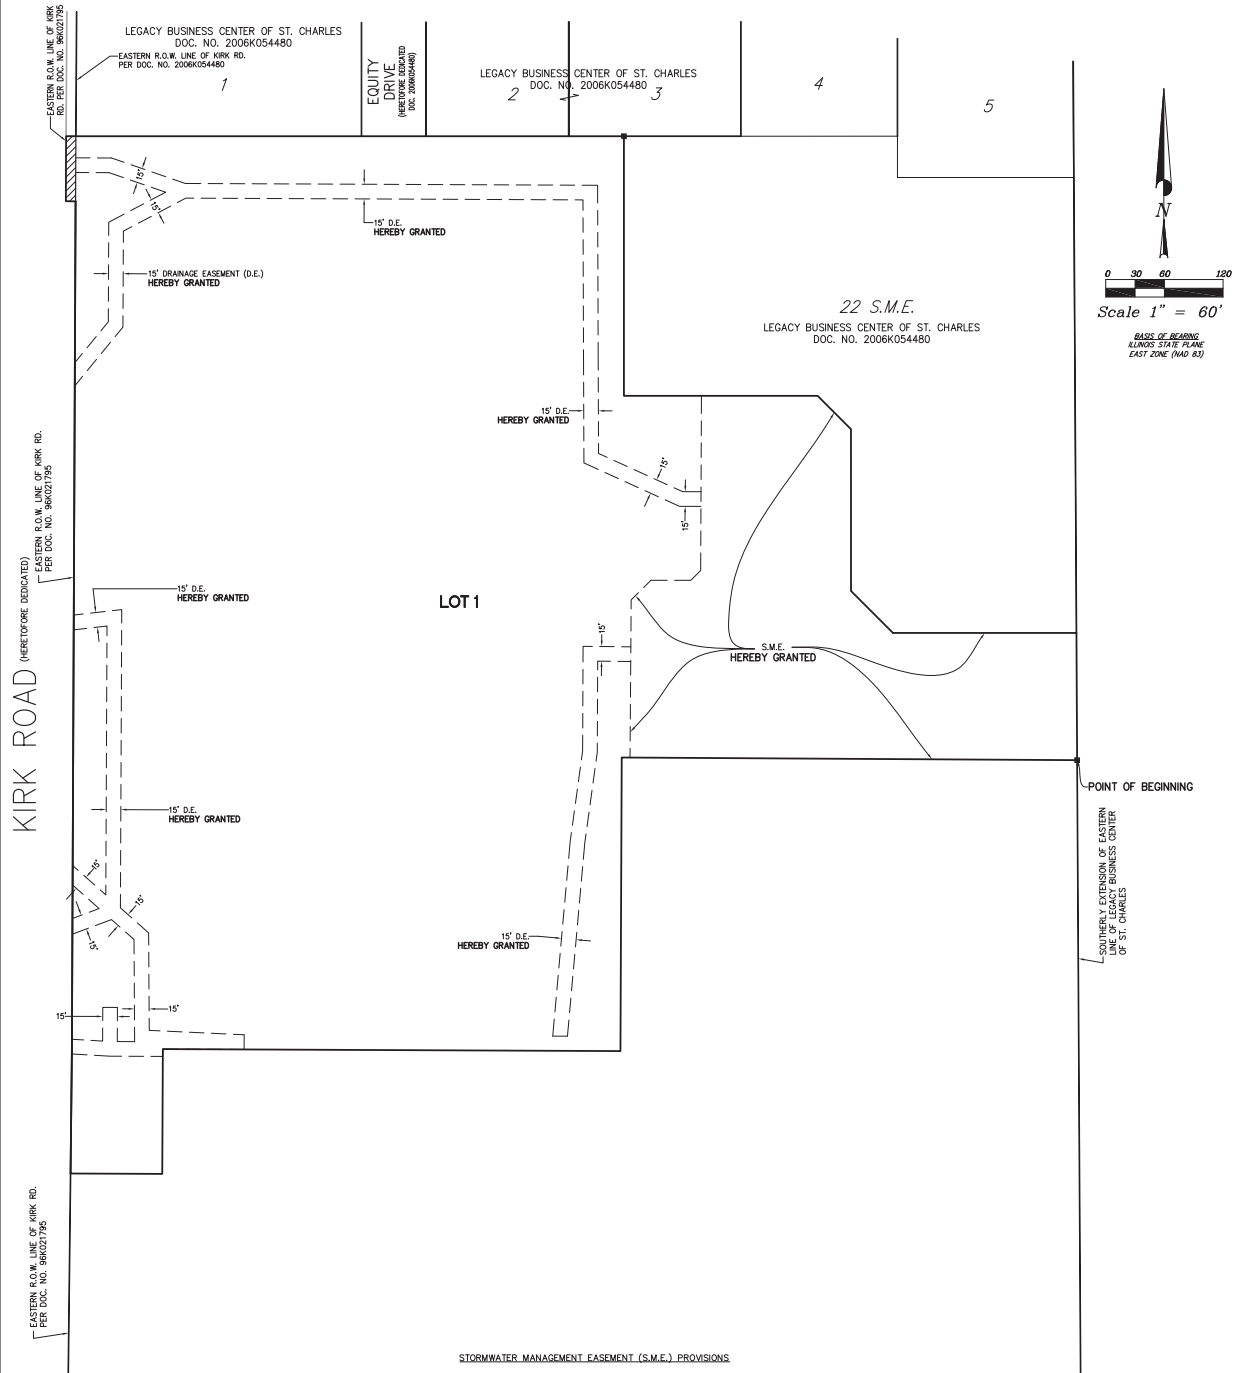 EASTERN R.O.W. LINE OF KIRK
RD. PER DOC. NO. 96K021795
LEGACY BUSINESS CENTER OF ST. CHARLES
DOC. NO. 2006K054480
EASTERN R.O.W. LINE OF KIRK RD.
PER DOC. NO. 2006K054480
1
EQUITY
DRIVE
(HERETOFORE DEDICATED
DOC. 2006K054480)
LEGACY BUSINESS CENTER OF ST. CHARLES
DOC. NO. 2006K054480
2
3
4
5
15'
15'
15' D.E.
HEREBY GRANTED
15' DRAINAGE EASEMENT (D.E.)
HEREBY GRANTED
N
0 30 60 120
Scale 1" = 60'
BASIS OF BEARING
ILLINOIS STATE PLANE
EAST ZONE (NAD 83)
22 S.M.E.
LEGACY BUSINESS CENTER OF ST. CHARLES
DOC. NO. 2006K054480
15' D.E.
HEREBY GRANTED
15'
15'
EASTERN R.O.W. LINE OF KIRK RD.
PER DOC. NO. 96K021795
KIRK ROAD (HERETOFORE DEDICATED)
15' D.E.
HEREBY GRANTED
LOT 1
15'
S.M.E.
HEREBY GRANTED
POINT OF BEGINNING
15' D.E.
HEREBY GRANTED
SOUTHERLY EXTENSION OF EASTERN
LINE OF LEGACY BUSINESS CENTER
OF ST. CHARLES
15'
15'
15'
15' D.E.
HEREBY GRANTED
15'
15'
EASTERN R.O.W. LINE OF KIRK RD.
PER DOC. NO. 96K021795
STORMWATER MANAGEMENT EASEMENT (S.M.E.) PROVISIONS